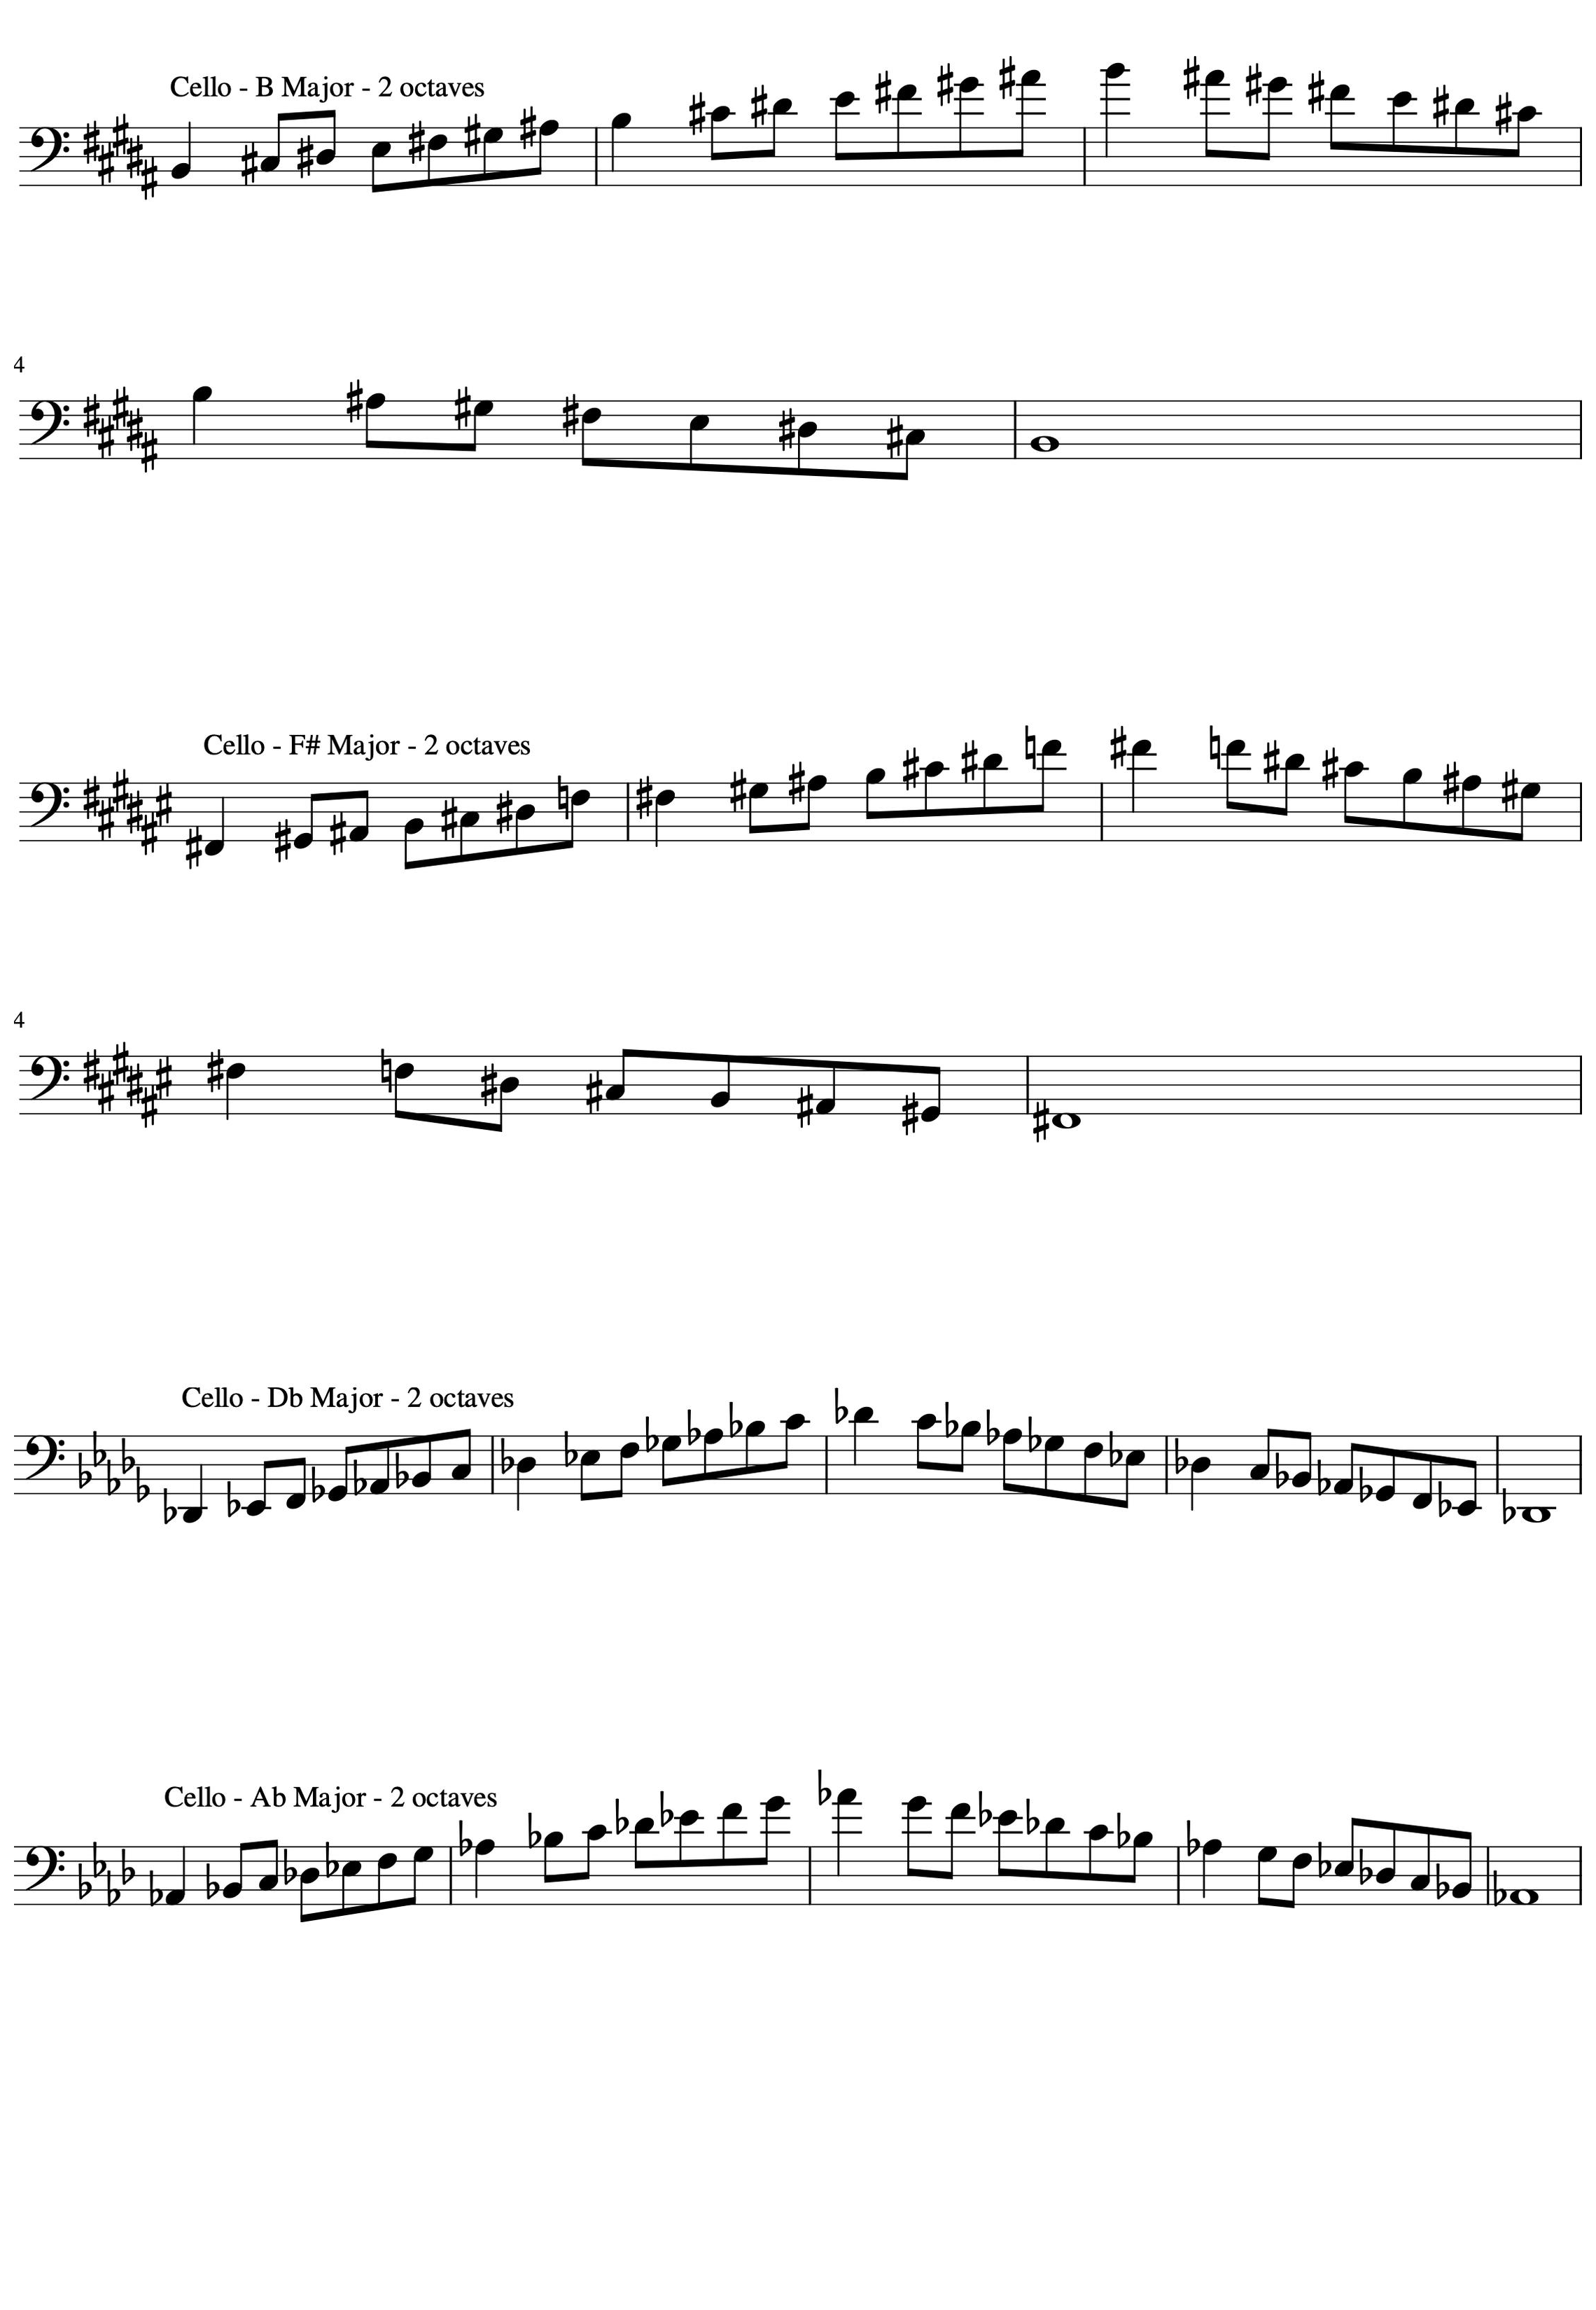 Cello - B Major - 2 octaves
4
Cello - F# Major - 2 octaves
4
Cello - Db Major - 2 octaves
Cello - Ab Major - 2 octaves